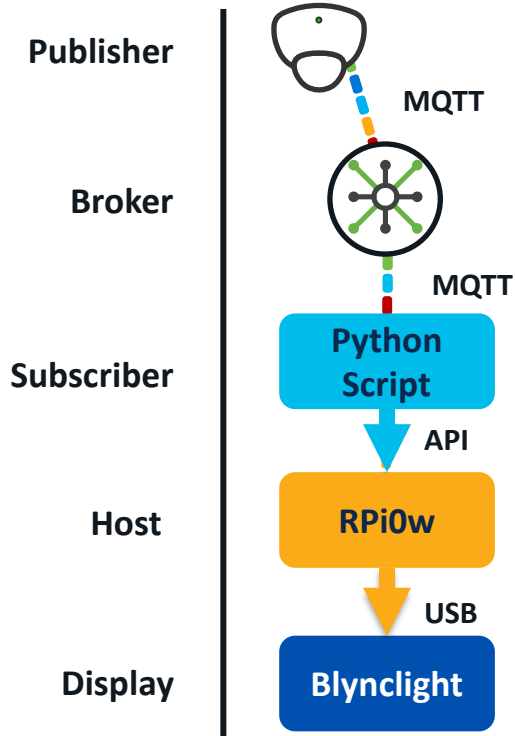 Publisher
MQTT
Broker
MQTT
Subscriber
Python
Script
API
Host
RPi0w
USB
Display
Blynclight